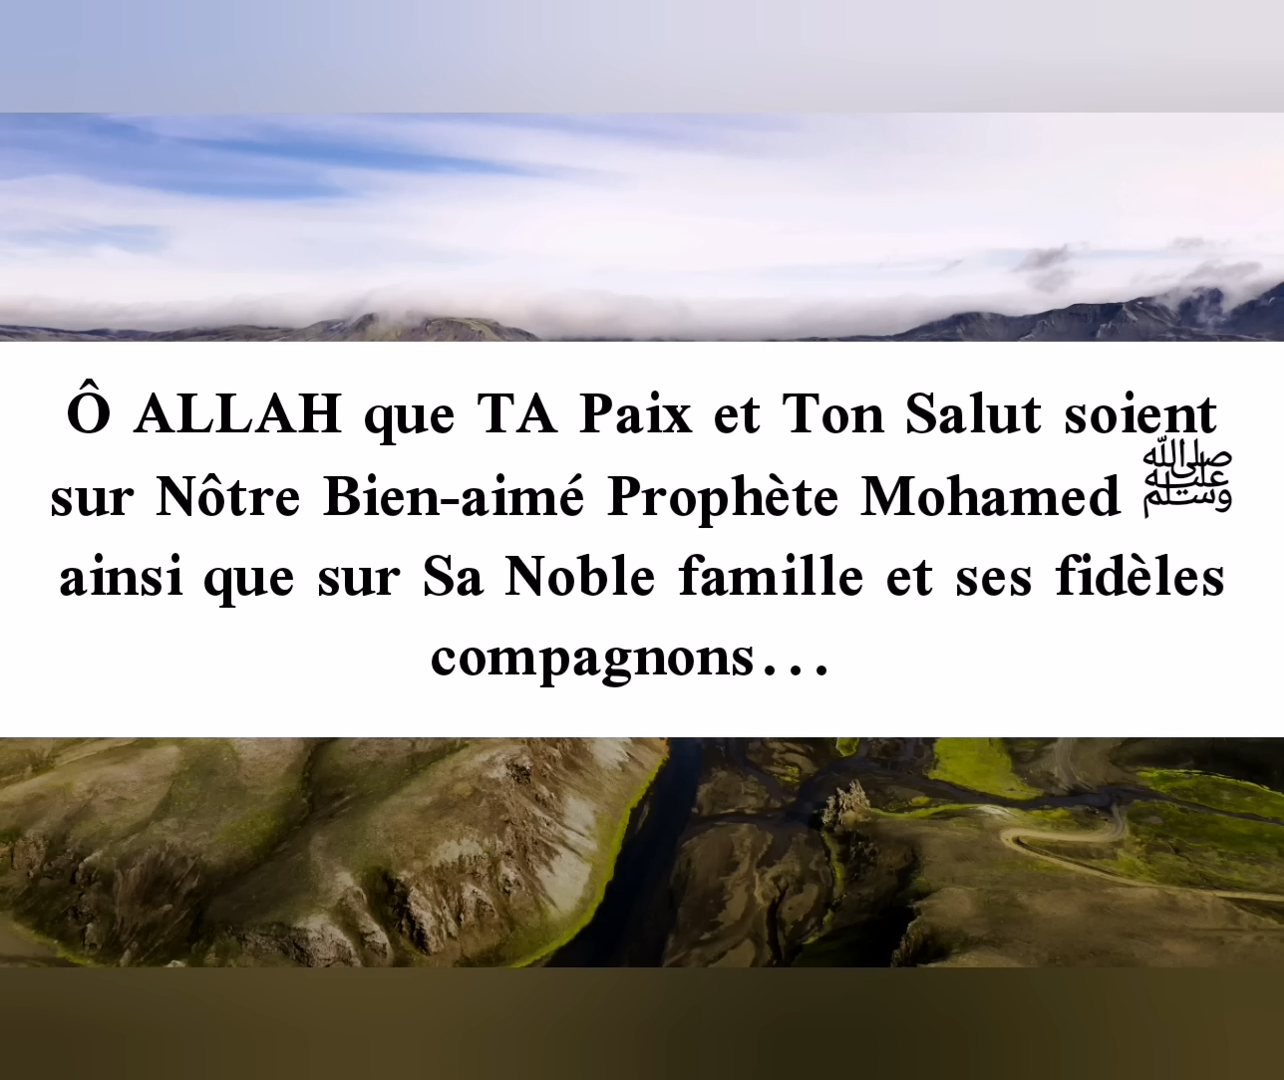 Ô ALLAH que TA Paix et Ton Salut soient
sur Nôtre Bien-aimé Prophète Mohamed ﷺ
ainsi que sur Sa Noble famille et ses fidèles
compagnons...